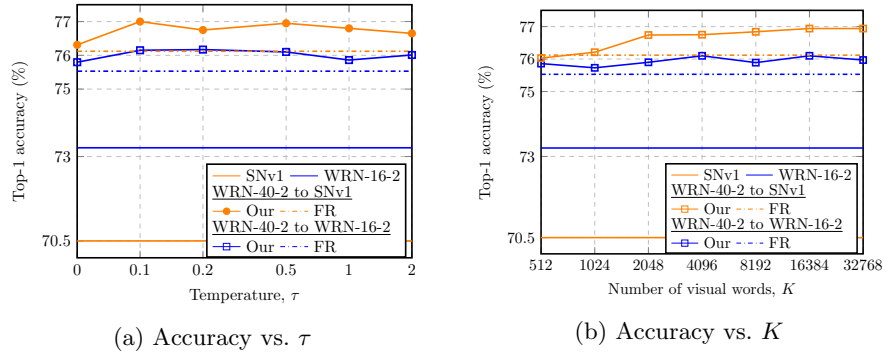 77
76
75
73
70.5
Top-1 accuracy (%)
SNv1 WRN-16-2
WRN-40-2 to SNv1
Our FR
WRN-40-2 to WRN-16-2
Our FR
0 0.1 0.2 0.5 1 2
Temperature, τ
(a) Accuracy vs. τ
77
76
75
73
70.5
Top-1 accuracy (%)
SNv1 WRN-16-2
WRN-40-2 to SNv1
Our FR
WRN-40-2 to WRN-16-2
Our FR
512 1024 2048 4096 8192 16384 32768
Number of visual words, K
(b) Accuracy vs. K